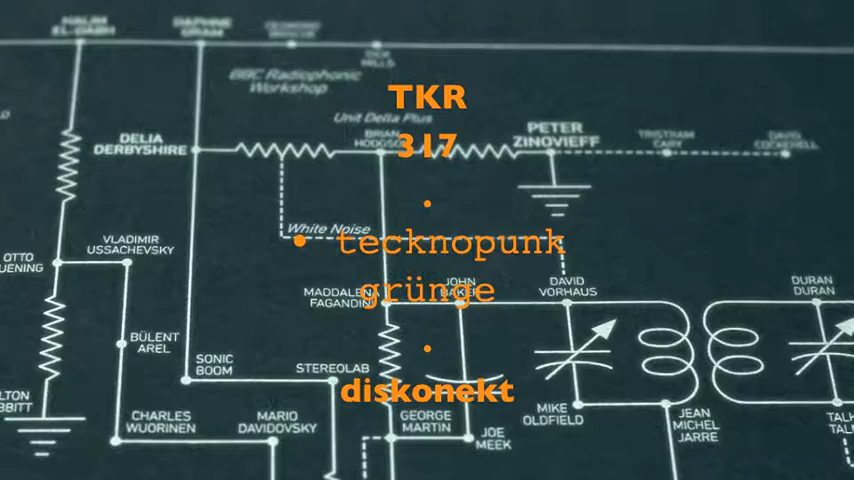 HALIM
EL-DABH
DAPHNE
ORAM
DICK
MILLS
BBC Radiophonic
Workshop
Unit Delta Plus
TKR
317
DELIA
DERBYSHIRE
BRIAN
HODGSON
PETER
ZINOVIEFF
TRISTRAM
CARY
DAVID
COCKERELL
.
White Noise
• tecknopunk
grünge
.
diskonekt
VLADIMIR
USSACHEVSKY
OTTO
UENING
MADDALENA
FAGANDINI
JOHN
BAKER
DAVID
VORHAUS
DURAN
DURAN
BÜLENT
AREL
SONIC
BOOM
STEREOLAB
LTON
BBITT
CHARLES
WUORINEN
MARIO
DAVIDOVSKY
GEORGE
MARTIN
JOE
MEEK
MIKE
OLDFIELD
JEAN
MICHEL
JARRE
TALK
TAL